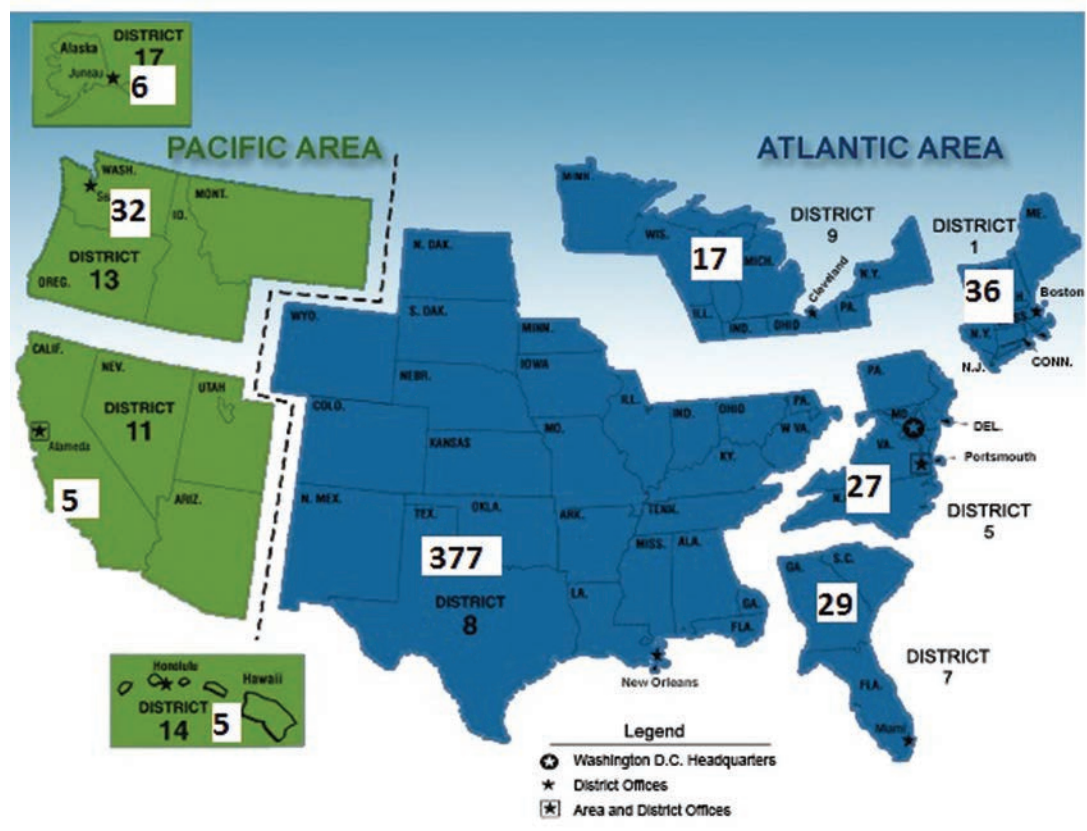 Alaska
DISTRICT
17
Juneau
6
PACIFIC AREA
ATLANTIC AREA
WASH.
32
ID.
MONT.
DISTRICT
13
OREG.
MINN.
WIS.
17
MICH.
DISTRICT
9
Cleveland
N.Y.
ILL.
IND.
OHIO
PA.
DISTRICT
1
ME.
36
Boston
N.Y.
N.J.
CONN.
CALIF.
NEV.
UTAH
DISTRICT
11
Alameda
5
ARIZ.
N. DAK.
WYO.
S. DAK.
MINN.
NEBR.
IOWA
COLO.
ILL.
IND.
OHIO
PA.
W VA.
KANSAS
MO.
KY.
N. MEX.
TEX.
OKLA.
ARK.
TENN.
377
MISS.
ALA.
DISTRICT
8
LA.
GA.
FLA.
New Orleans
PA.
MD.
DEL.
VA.
Portsmouth
27
DISTRICT
5
GA.
S.C.
29
DISTRICT
7
FLA.
Miami
Honolulu
Hawaii
DISTRICT
14
5
Legend
Washington D.C. Headquarters
District Offices
Area and District Offices